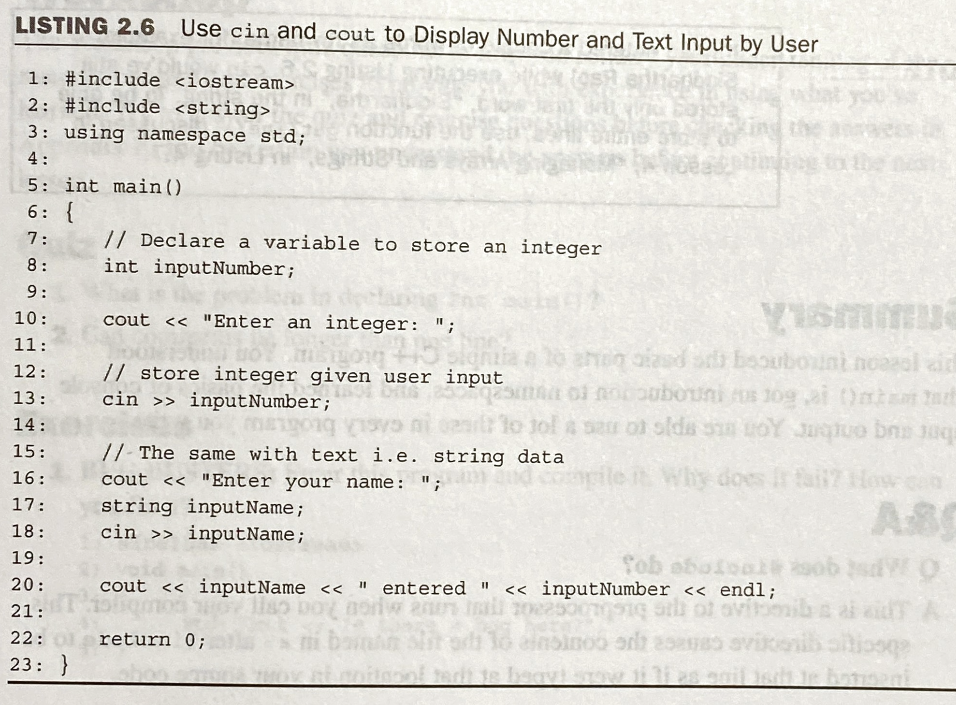 LISTING 2.6 Use cin and cout to Display Number and Text Input by User
1: #include <iostream>
2: #include <string>
3: using namespace std;
4:
5: int main()
6: {
7: // Declare a variable to store an integer
8: int inputNumber;
9:
10: cout << "Enter an integer: ";
11:
12: // store integer given user input
13: cin >> inputNumber;
14:
15: // The same with text i.e. string data
16: cout << "Enter your name: ";
17: string inputName;
18: cin >> inputName;
19:
20: cout << inputName << " entered " << inputNumber << endl;
21:
22: return 0;
23: }